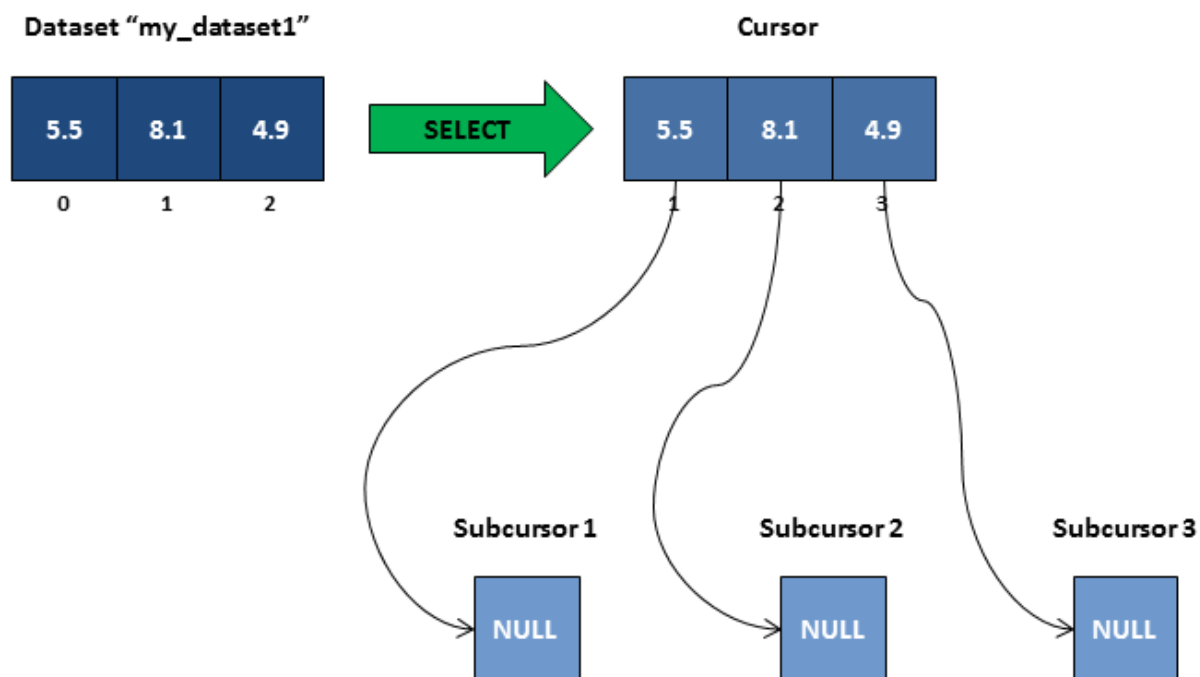 Dataset “my_dataset1” Cursor
5.5 8.1 4.9 SELECT 5.5 8.1 4.9
0 1 2 1 2 3
Subcursor 1 Subcursor 2 Subcursor 3
NULL NULL NULL